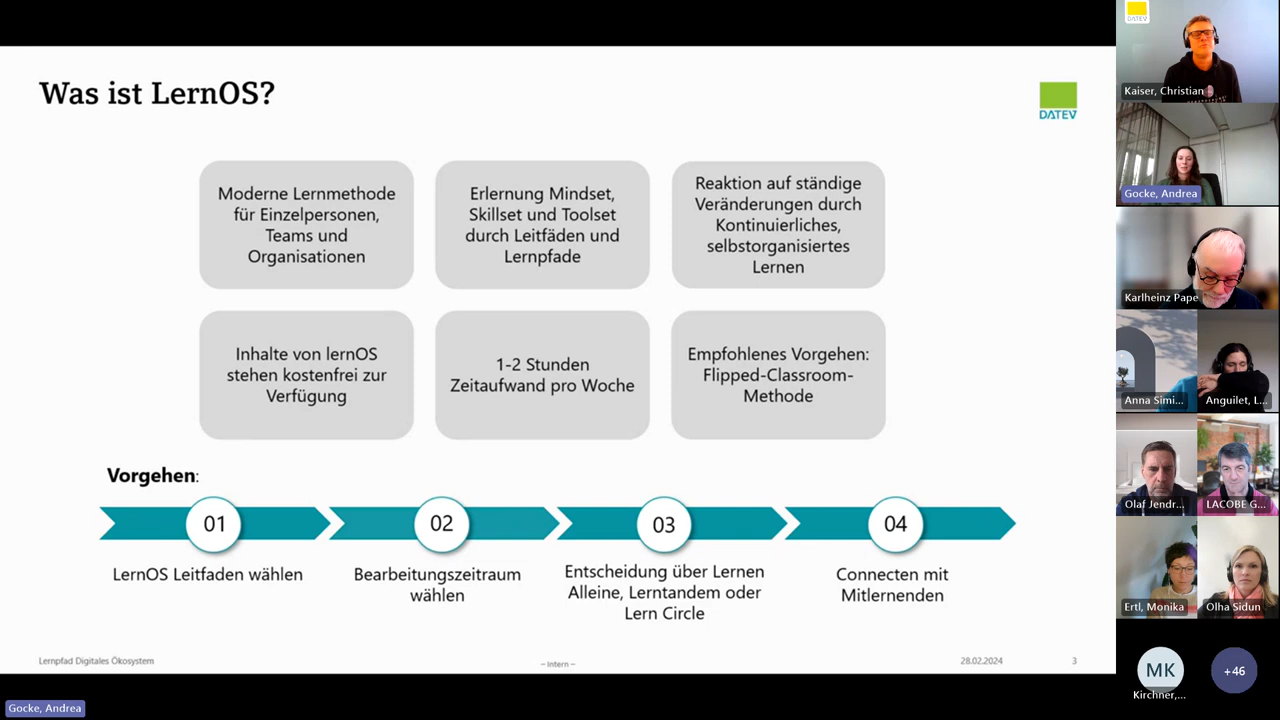 Was ist LernOS?
DATEV
Moderne Lernmethode
für Einzelpersonen,
Teams und
Organisationen
Erlernung Mindset,
Skillset und Toolset
durch Leitfäden und
Lernpfade
Reaktion auf ständige
Veränderungen durch
Kontinuierliches,
selbstorganisiertes
Lernen
Inhalte von lernOS
stehen kostenfrei zur
Verfügung
1-2 Stunden
Zeitaufwand pro Woche
Empfohlenes Vorgehen:
Flipped-Classroom-
Methode
Vorgehen:
01
02
03
04
LernOS Leitfaden wählen
Bearbeitungszeitraum
wählen
Entscheidung über Lernen
Alleine, Lerntandem oder
Lern Circle
Connecten mit
Mitlernenden
Lernpfad Digitales Ökosystem
– Intern –
28.02.2024
3
Gocke, Andrea
DATEV
Kaiser, Christian
Gocke, Andrea
Karlheinz Pape
Anna Simi...
Anguilet, L...
Olaf Jendr...
LACOBE G...
Ertl, Monika
Olha Sidun
MK
Kirchner,...
+46